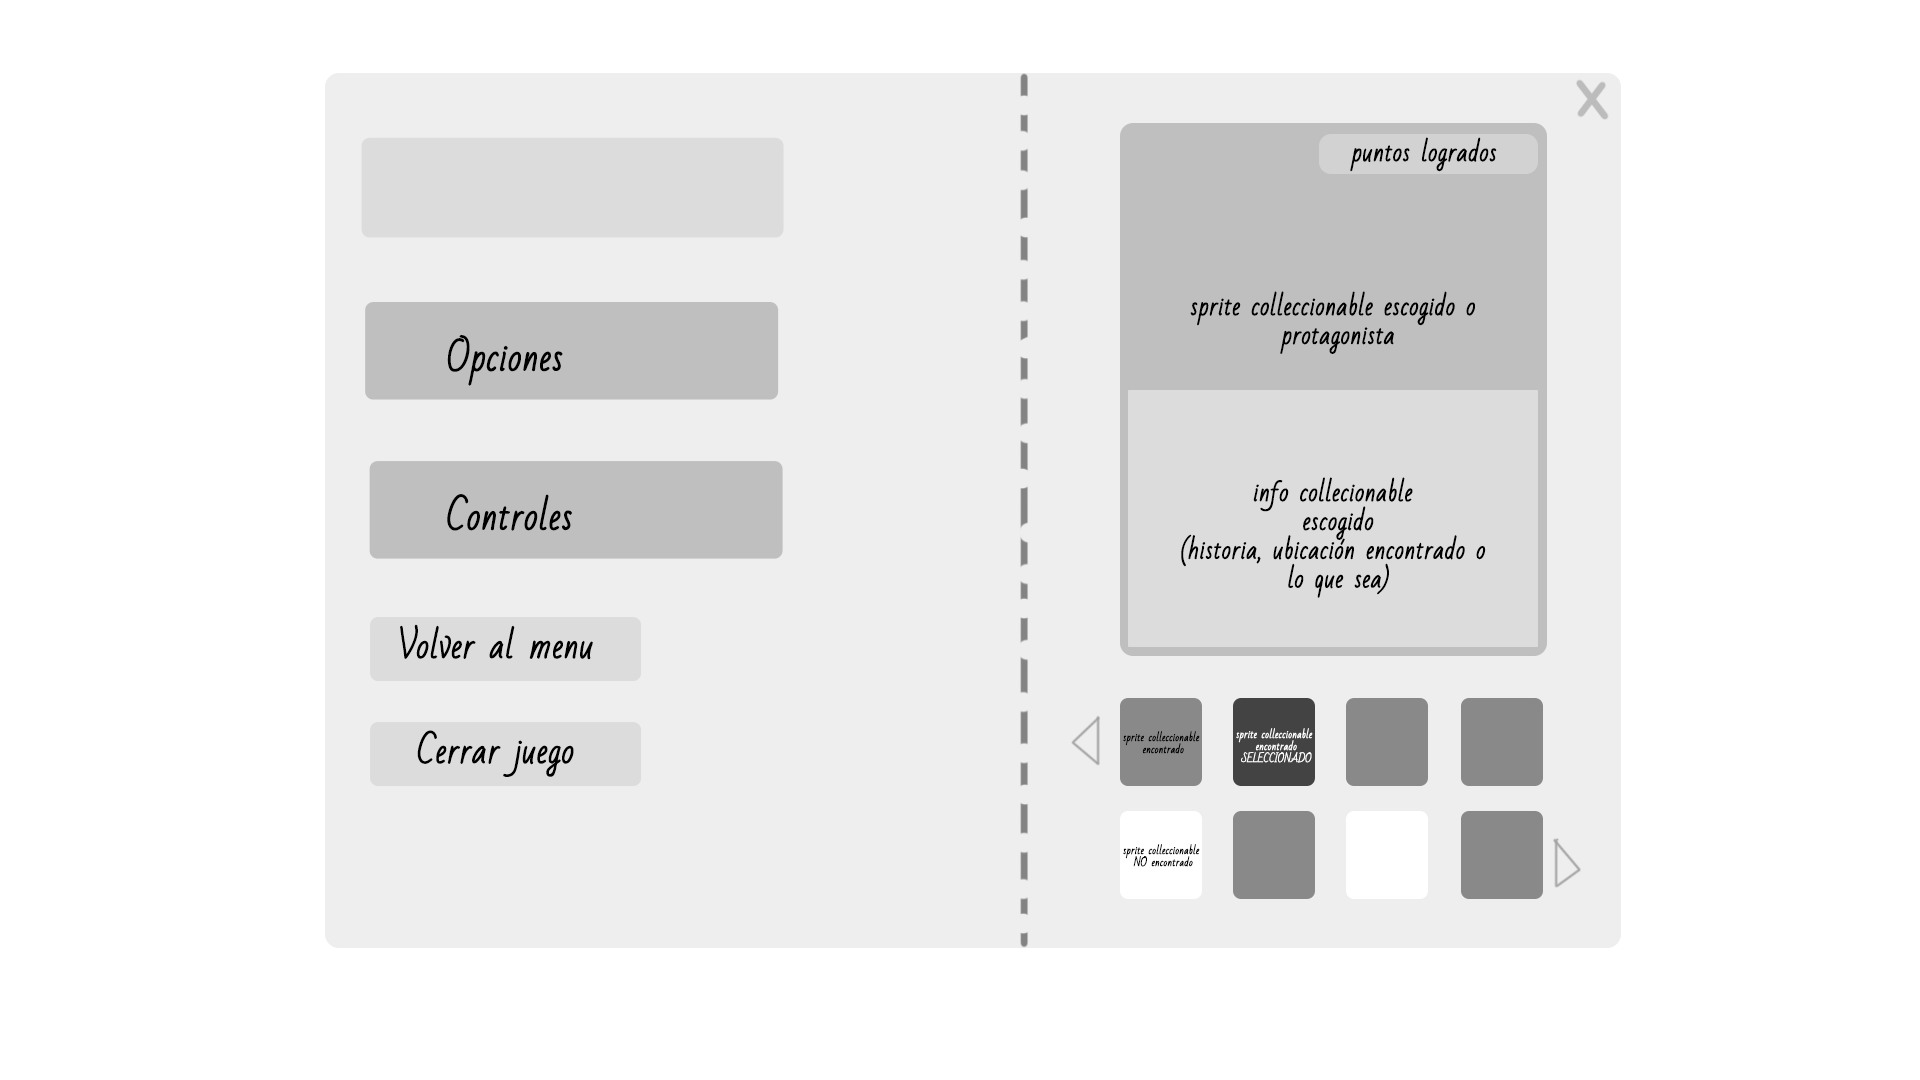 Opciones
Controles
Volver al menu
Cerrar juego
X
puntos logrados
sprite colleccionable escogido o
protagonista
info collecionable
escogido
(historia, ubicación encontrado o
lo que sea)
sprite colleccionable
encontrado
sprite colleccionable
encontrado
SELECCIONADO
sprite colleccionable
NO encontrado